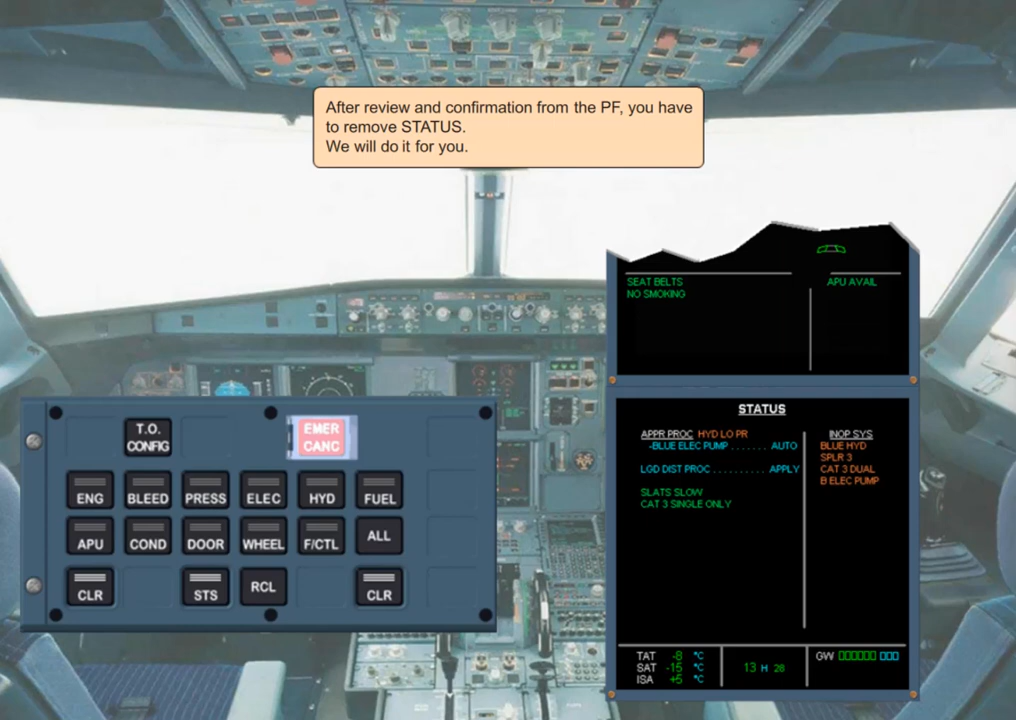 After review and confirmation from the PF, you have
to remove STATUS.
We will do it for you.
SEAT BELTS
NO SMOKING
APU AVAIL
T.O.
CONFIG
EMER
CANC
ENG BLEED PRESS ELEC HYD FUEL
APU COND DOOR WHEEL F/CTL ALL
CLR STS RCL CLR
STATUS
APPR PROC HYD LO PR
-BLUE ELEC PUMP ....... AUTO
LGD DIST PROC .......... APPLY
SLATS SLOW
CAT 3 SINGLE ONLY
INOP SYS
BLUE HYD
SPLR 3
CAT 3 DUAL
B ELEC PUMP
TAT -8 °C
SAT -15 °C
ISA +5 °C
13 H 28
GW